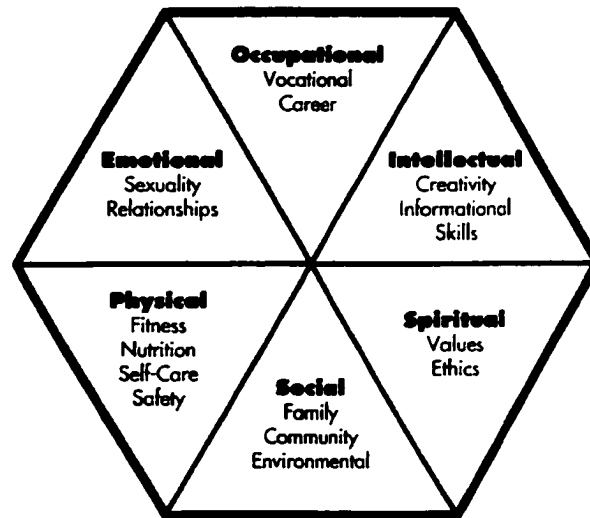 Occupational
Vocational
Career
Emotional
Sexuality
Relationships
Intellectual
Creativity
Informational
Skills
Physical
Fitness
Nutrition
Self-Care
Safety
Social
Family
Community
Environmental
Spiritual
Values
Ethics